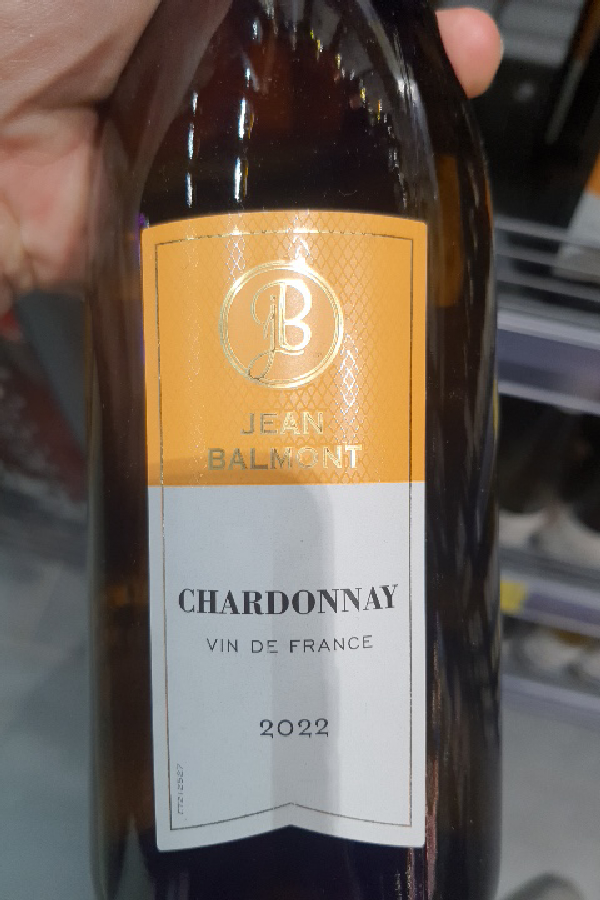 JB
JEAN
BALMONT
CHARDONNAY
VIN DE FRANCE
2022